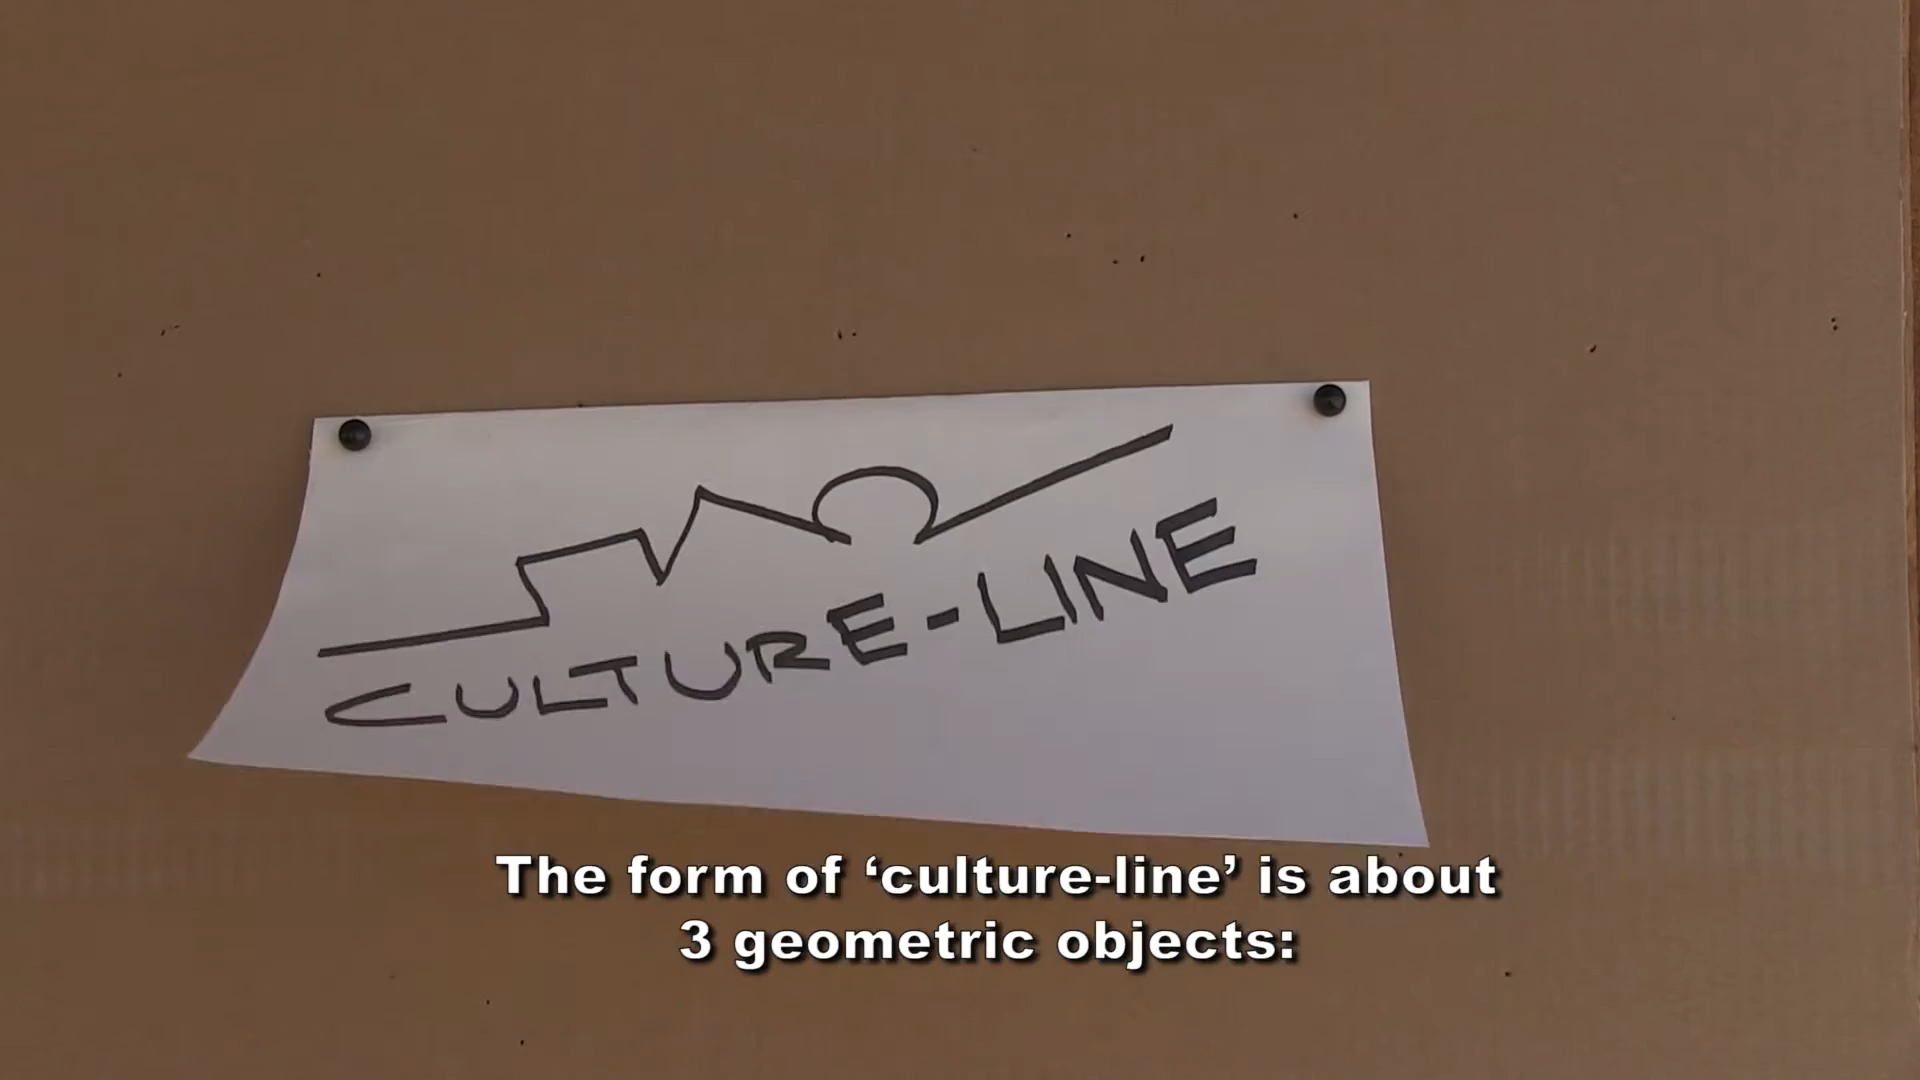 CULTURE-LINE
The form of ‘culture-line’ is about
3 geometric objects: